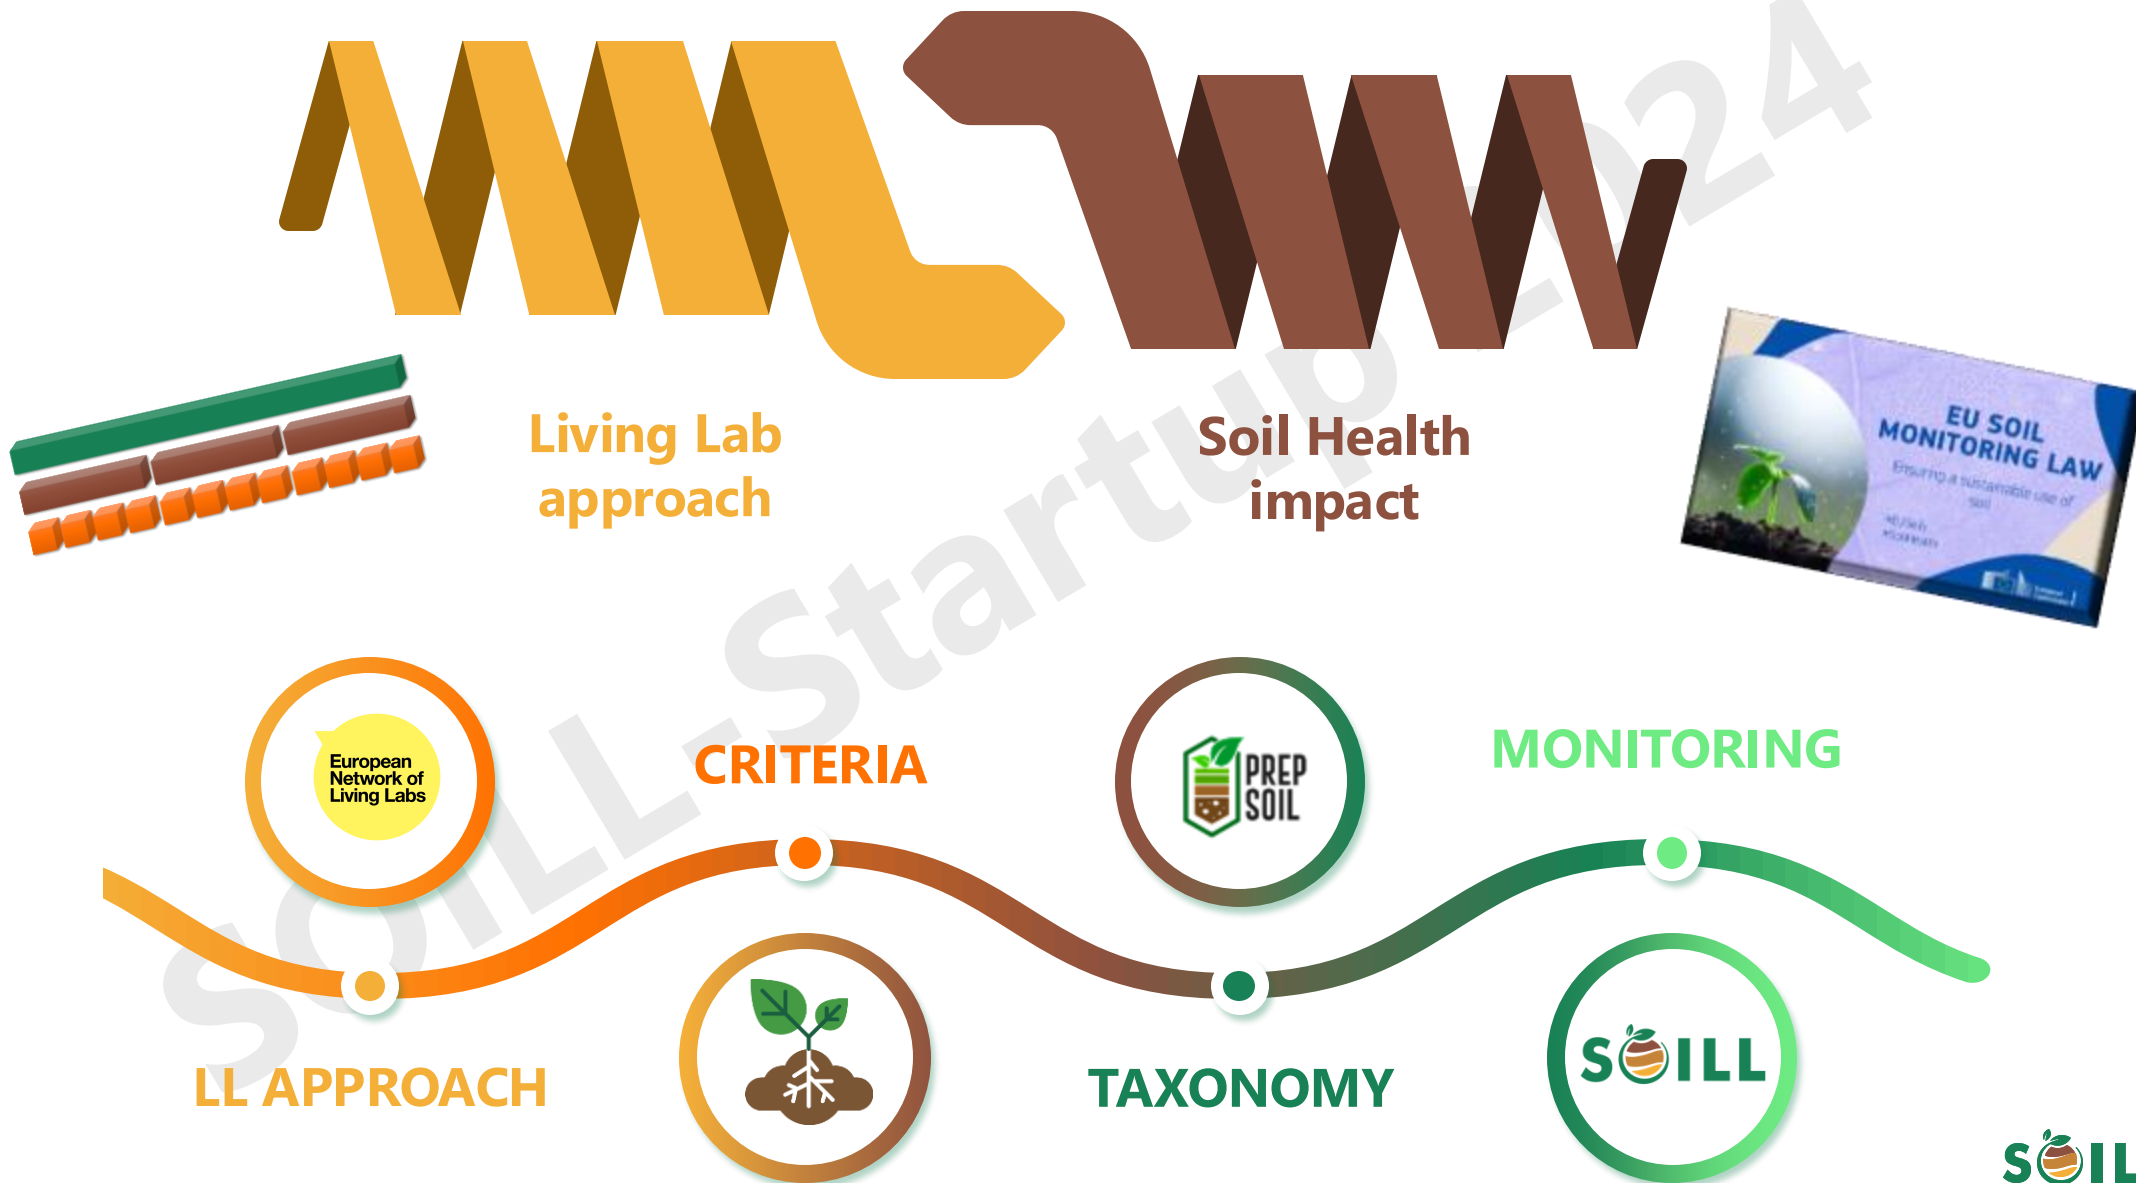 SOILL-Startup 2024
Living Lab
approach
Soil Health
impact
EU SOIL
MONITORING LAW
Ensuring a sustainable use of
soil
European
Network of
Living Labs
CRITERIA
PREP
SOIL
MONITORING
LL APPROACH
TAXONOMY
SOILL
SOIL